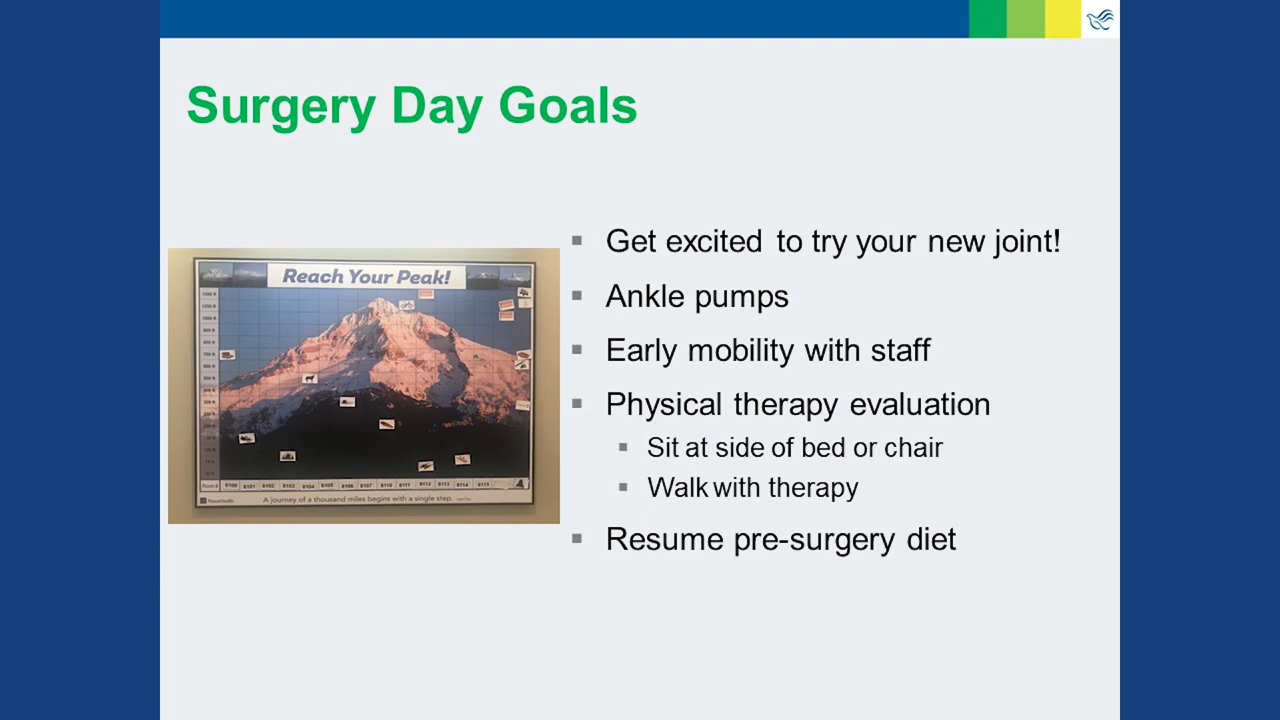 Surgery Day Goals
Reach Your Peak!
A journey of a thousand miles begins with a single step.
Get excited to try your new joint!
Ankle pumps
Early mobility with staff
Physical therapy evaluation
Sit at side of bed or chair
Walk with therapy
Resume pre-surgery diet